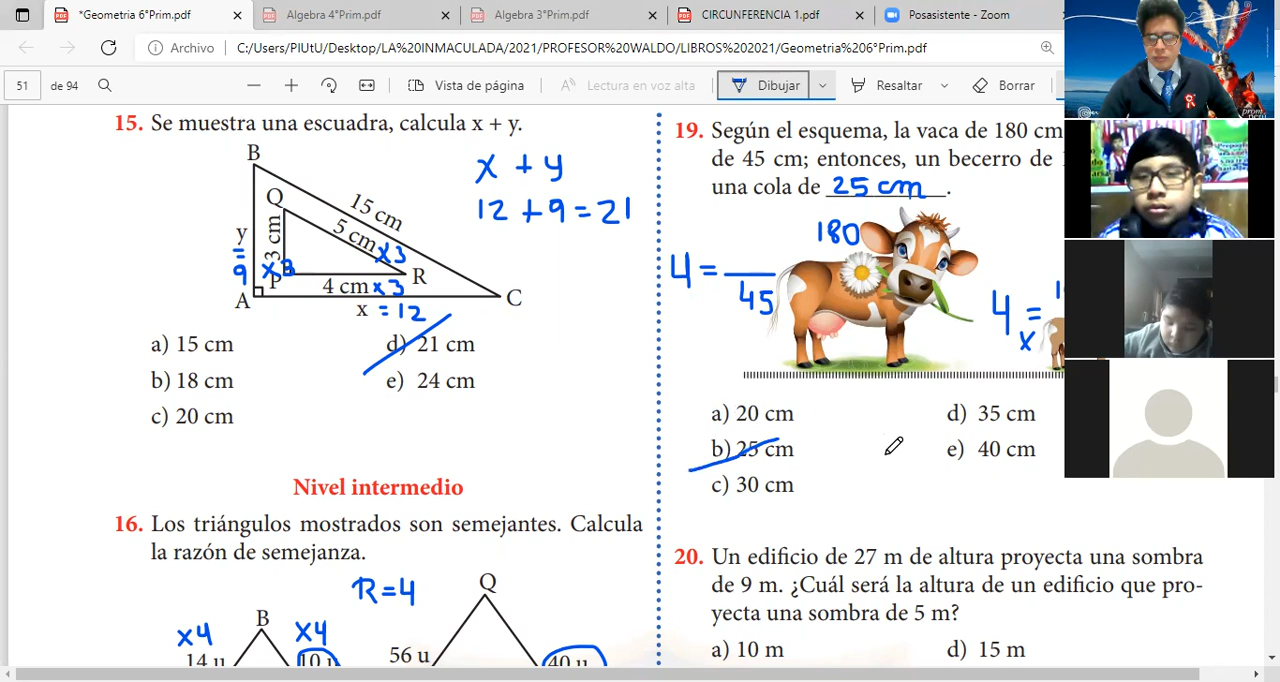 *Geometria 6°Prim.pdf
Algebra 4°Prim.pdf
Algebra 3°Prim.pdf
CIRCUNFERENCIA 1.pdf
Posasistente - Zoom
Archivo
C:/Users/PlUtU/Desktop/LA%20INMACULADA/2021/PROFESOR%20WALDO/LIBROS%202021/Geometria%206°Prim.pdf
51 de 94
Vista de página
Lectura en voz alta
Dibujar
Resaltar
Borrar
15. Se muestra una escuadra, calcula x + y.
B
Q
15 cm
5 cm x3
y
= 9
3 cm
x3
P
R
4 cm x3
A
C
x = 12
x + y
12 + 9 = 21
a) 15 cm
d) 21 cm
b) 18 cm
e) 24 cm
c) 20 cm
Nivel intermedio
16. Los triángulos mostrados son semejantes. Calcula
la razón de semejanza.
R=4
Q
B
x4
x4
14 u
10 u
56 u
40 u
19. Según el esquema, la vaca de 180 cm
de 45 cm; entonces, un becerro de
una cola de 25 cm.
180
4 =
45
4 =
x
a) 20 cm
d) 35 cm
b) 25 cm
e) 40 cm
c) 30 cm
20. Un edificio de 27 m de altura proyecta una sombra
de 9 m. ¿Cuál será la altura de un edificio que pro-
yecta una sombra de 5 m?
a) 10 m
d) 15 m